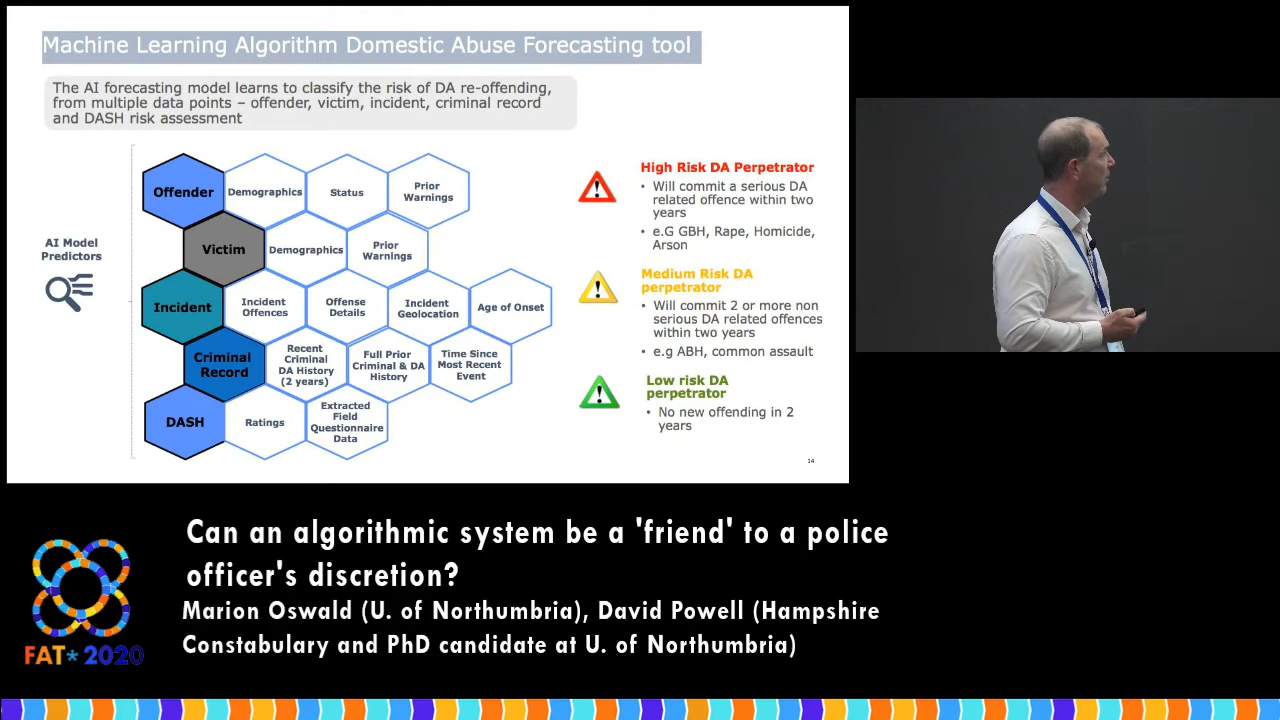 Machine Learning Algorithm Domestic Abuse Forecasting tool
The AI forecasting model learns to classify the risk of DA re-offending,
from multiple data points – offender, victim, incident, criminal record
and DASH risk assessment
AI Model
Predictors
Offender
Demographics
Status
Prior
Warnings
Victim
Demographics
Prior
Warnings
Incident
Incident
Offences
Offense
Details
Incident
Geolocation
Age of Onset
Criminal
Record
Recent
Criminal
DA History
(2 years)
Full Prior
Criminal & DA
History
Time Since
Most Recent
Event
DASH
Ratings
Extracted
Field
Questionnaire
Data
High Risk DA Perpetrator
• Will commit a serious DA
related offence within two
years
• e.G GBH, Rape, Homicide,
Arson
Medium Risk DA
perpetrator
• Will commit 2 or more non
serious DA related offences
within two years
• e.g ABH, common assault
Low risk DA
perpetrator
• No new offending in 2
years
14
Can an algorithmic system be a 'friend' to a police
officer's discretion?
Marion Oswald (U. of Northumbria), David Powell (Hampshire
Constabulary and PhD candidate at U. of Northumbria)
FAT* 2020